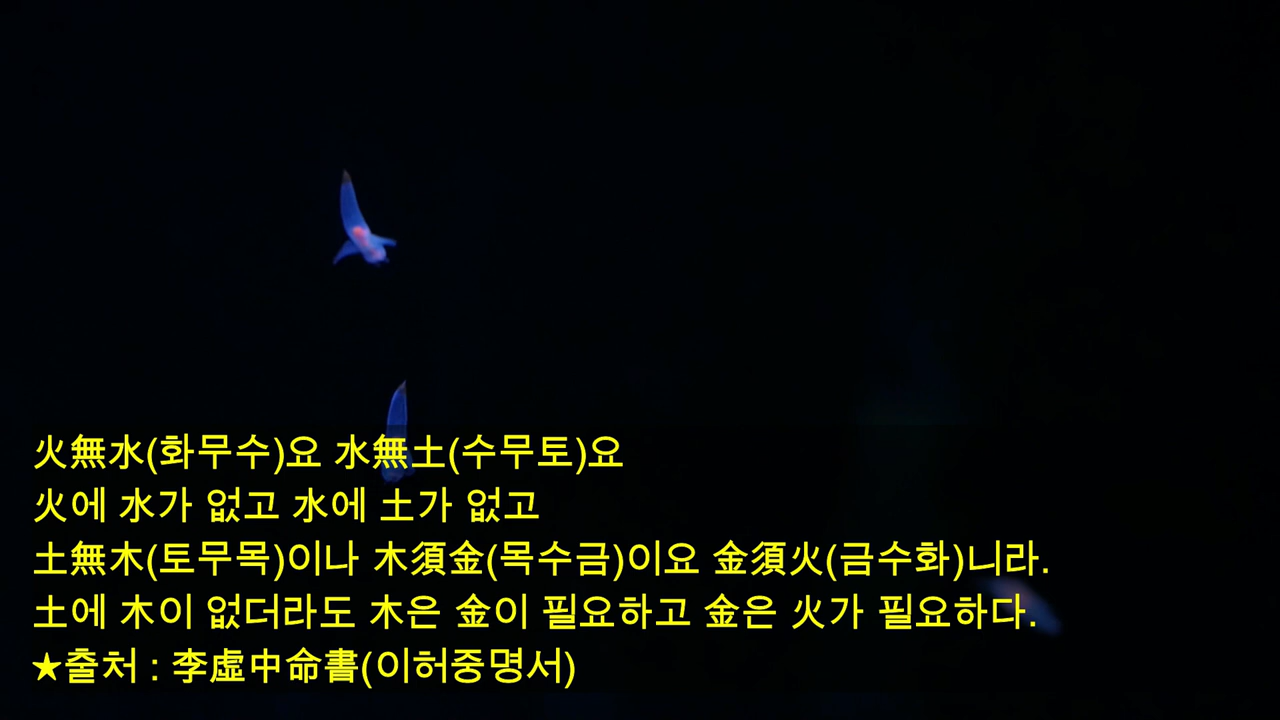 火無水(화무수)요 水無土(수무토)요
火에 水가 없고 水에 土가 없고
土無木(토무목)이나 木須金(목수금)이요 金須火(금수화)니라.
土에 木이 없더라도 木은 金이 필요하고 金은 火가 필요하다.
★출처 : 李虛中命書(이허중명서)